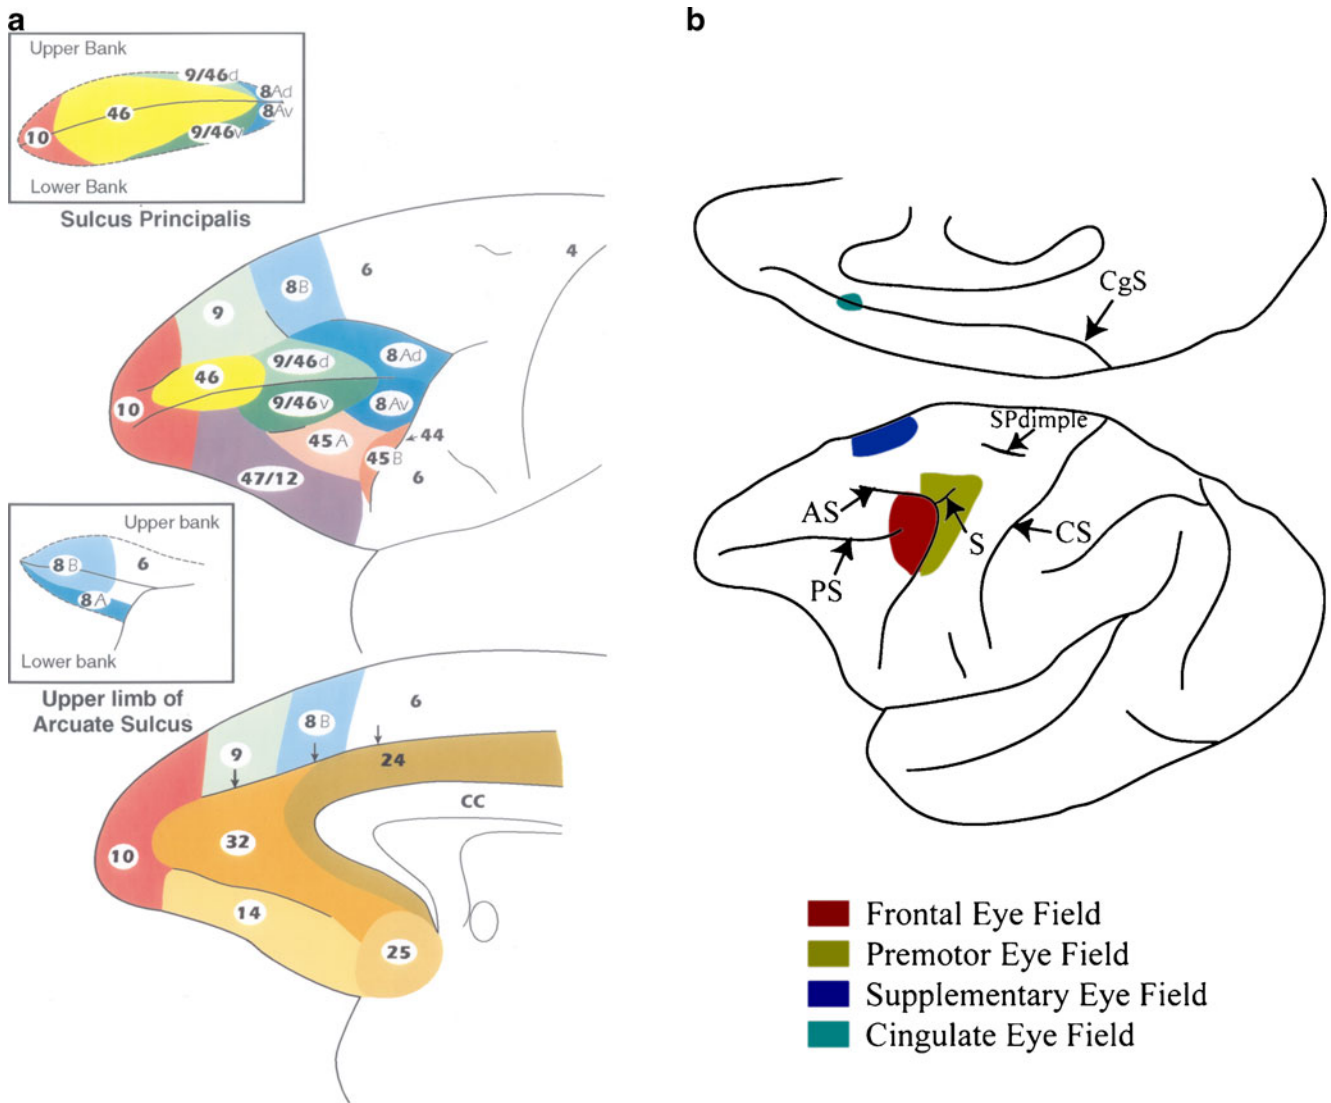 a
Upper Bank
9/46d
8Ad
46
8Av
10
9/46v
Lower Bank
Sulcus Principalis
6
4
8B
9
9/46d
8Ad
46
10
9/46v
8Av
45A
44
45B
47/12
6
Upper bank
8B
6
8A
Lower bank
Upper limb of
Arcuate Sulcus
8B
6
9
24
CC
32
10
14
25
b
CgS
SPdimple
AS
S
CS
PS
Frontal Eye Field
Premotor Eye Field
Supplementary Eye Field
Cingulate Eye Field